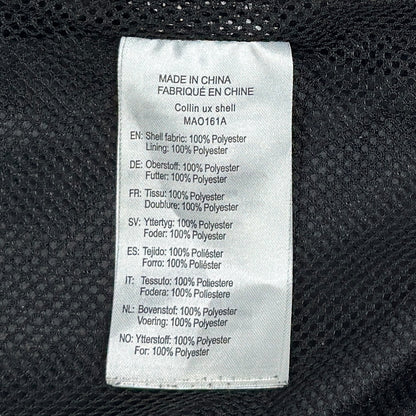 MADE IN CHINA
FABRIQUÉ EN CHINE
Collin ux shell
MAO161A
EN: Shell fabric: 100% Polyester
Lining: 100% Polyester
DE: Oberstoff: 100% Polyester
Futter: 100% Polyester
FR: Tissu: 100% Polyester
Doublure: 100% Polyester
SV: Yttertyg: 100% Polyester
Foder: 100% Polyester
ES: Tejido: 100% Poliéster
Forro: 100% Poliéster
IT: Tessuto: 100% Poliestere
Fodera: 100% Poliestere
NL: Bovenstof: 100% Polyester
Voering: 100% Polyester
NO: Ytterstoff: 100% Polyester
For: 100% Polyester